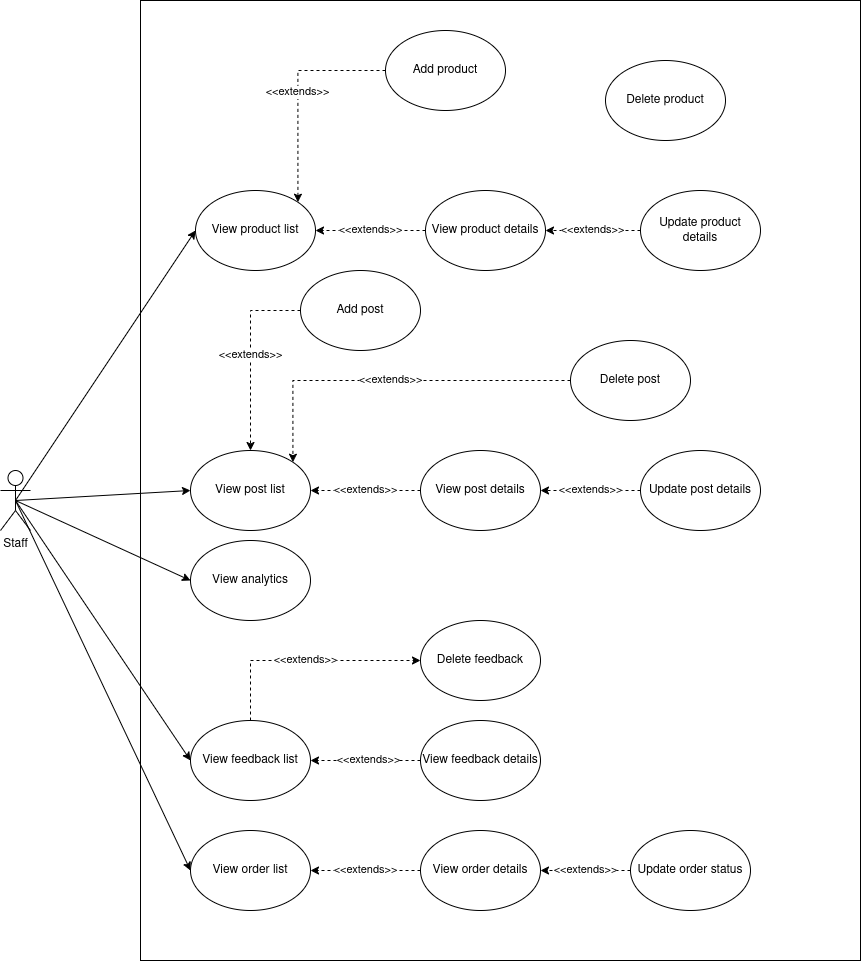 Add product
<<extends>>
Delete product
View product list
<<extends>>
View product details
<<extends>>
Update product
details
Add post
<<extends>>
<<extends>>
Delete post
View post list
<<extends>>
View post details
<<extends>>
Update post details
Staff
View analytics
<<extends>>
Delete feedback
View feedback list
<<extends>>
View feedback details
View order list
<<extends>>
View order details
<<extends>>
Update order status